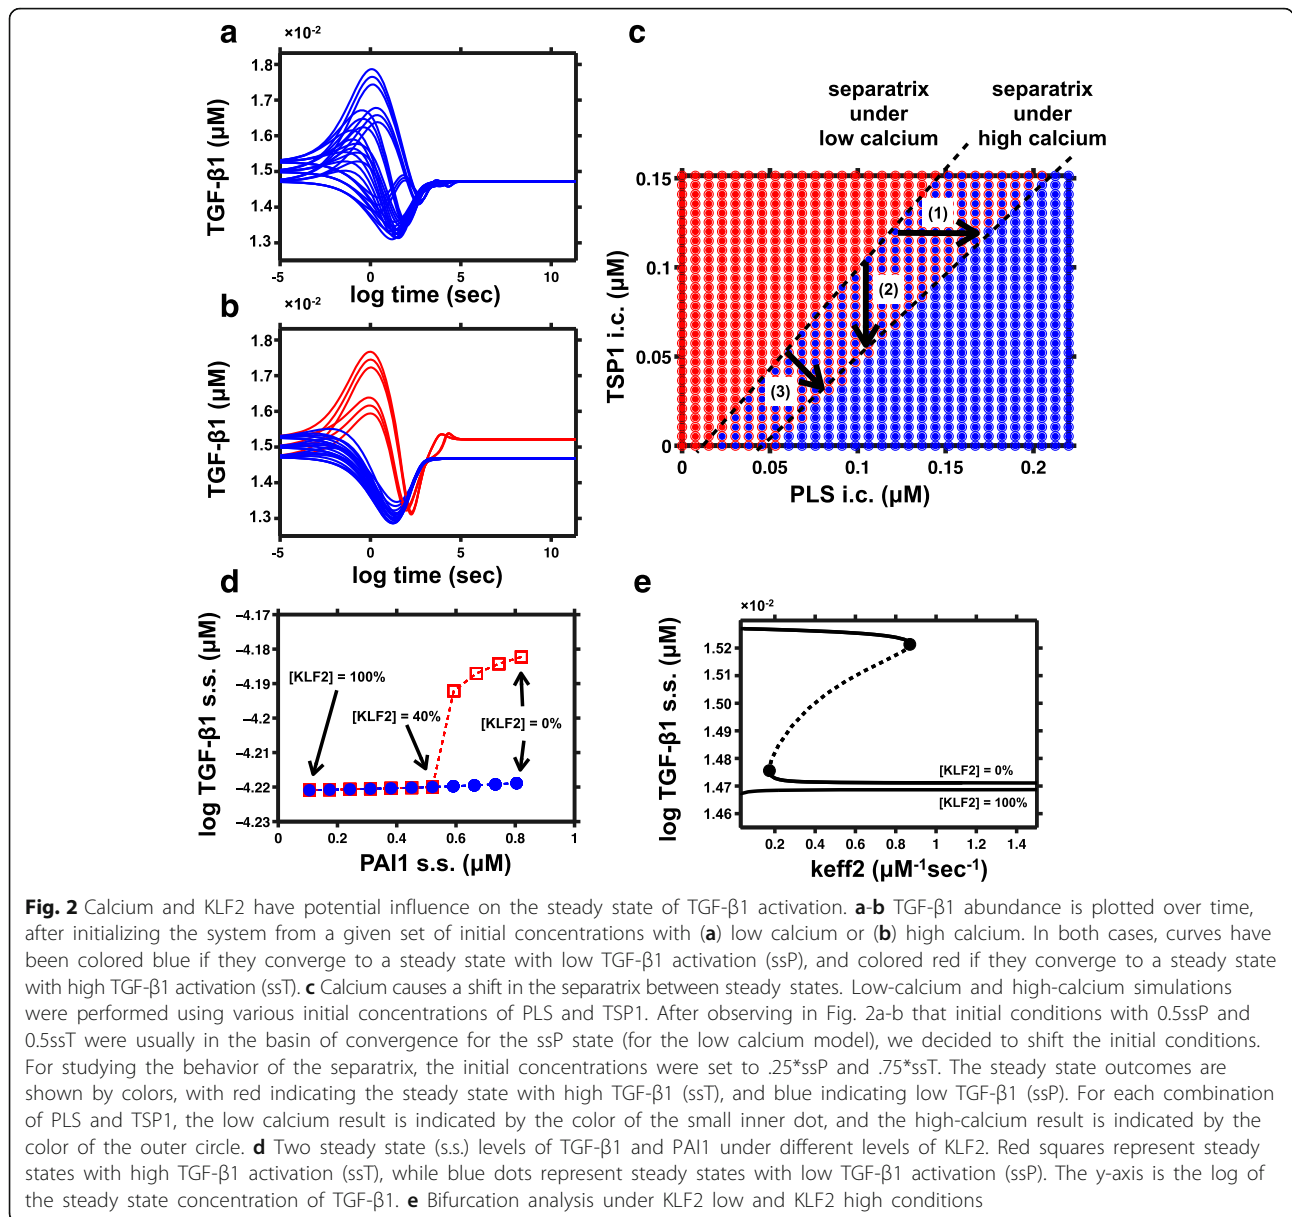 a
×10⁻²
1.8
1.7
1.6
1.5
1.4
1.3
TGF-β1 (μM)
-5
0
5
10
log time (sec)
b
×10⁻²
1.8
1.7
1.6
1.5
1.4
1.3
TGF-β1 (μM)
-5
0
5
10
log time (sec)
c
separatrix
under
low calcium
separatrix
under
high calcium
0.15
0.1
0.05
0
TSP1 i.c. (μM)
(1)
(2)
(3)
0
0.05
0.1
0.15
0.2
PLS i.c. (μM)
d
−4.17
−4.18
−4.19
−4.2
−4.21
−4.22
−4.23
log TGF-β1 s.s. (μM)
[KLF2] = 100%
[KLF2] = 40%
[KLF2] = 0%
0
0.2
0.4
0.6
0.8
1
PAI1 s.s. (μM)
e
×10⁻²
1.52
1.51
1.50
1.49
1.48
1.47
1.46
log TGF-β1 s.s. (μM)
[KLF2] = 0%
[KLF2] = 100%
0.2
0.4
0.6
0.8
1
1.2
1.4
keff2 (μM⁻¹sec⁻¹)
Fig. 2 Calcium and KLF2 have potential influence on the steady state of TGF-β1 activation. a-b TGF-β1 abundance is plotted over time,
after initializing the system from a given set of initial concentrations with (a) low calcium or (b) high calcium. In both cases, curves have
been colored blue if they converge to a steady state with low TGF-β1 activation (ssP), and colored red if they converge to a steady state
with high TGF-β1 activation (ssT). c Calcium causes a shift in the separatrix between steady states. Low-calcium and high-calcium simulations
were performed using various initial concentrations of PLS and TSP1. After observing in Fig. 2a-b that initial conditions with 0.5ssP and
0.5ssT were usually in the basin of convergence for the ssP state (for the low calcium model), we decided to shift the initial conditions.
For studying the behavior of the separatrix, the initial concentrations were set to .25*ssP and .75*ssT. The steady state outcomes are
shown by colors, with red indicating the steady state with high TGF-β1 (ssT), and blue indicating low TGF-β1 (ssP). For each combination
of PLS and TSP1, the low calcium result is indicated by the color of the small inner dot, and the high-calcium result is indicated by the
color of the outer circle. d Two steady state (s.s.) levels of TGF-β1 and PAI1 under different levels of KLF2. Red squares represent steady
states with high TGF-β1 activation (ssT), while blue dots represent steady states with low TGF-β1 activation (ssP). The y-axis is the log of
the steady state concentration of TGF-β1. e Bifurcation analysis under KLF2 low and KLF2 high conditions